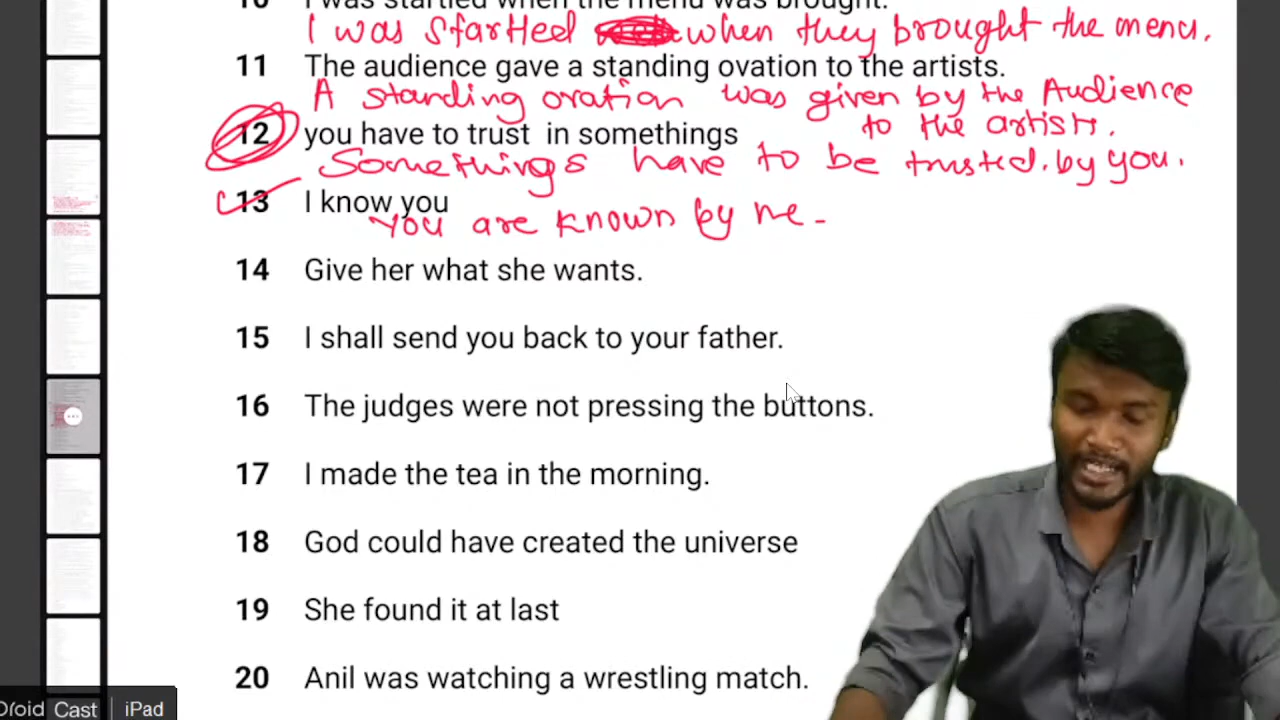 10 I was startled when the menu was brought.
I was startled when they brought the menu.
11 The audience gave a standing ovation to the artists.
A standing ovation was given by the Audience
to the artists.
12 you have to trust in somethings
Somethings have to be trusted by you.
13 I know you
You are known by me.
14 Give her what she wants.
15 I shall send you back to your father.
16 The judges were not pressing the buttons.
17 I made the tea in the morning.
18 God could have created the universe
19 She found it at last
20 Anil was watching a wrestling match.
Droid Cast iPad